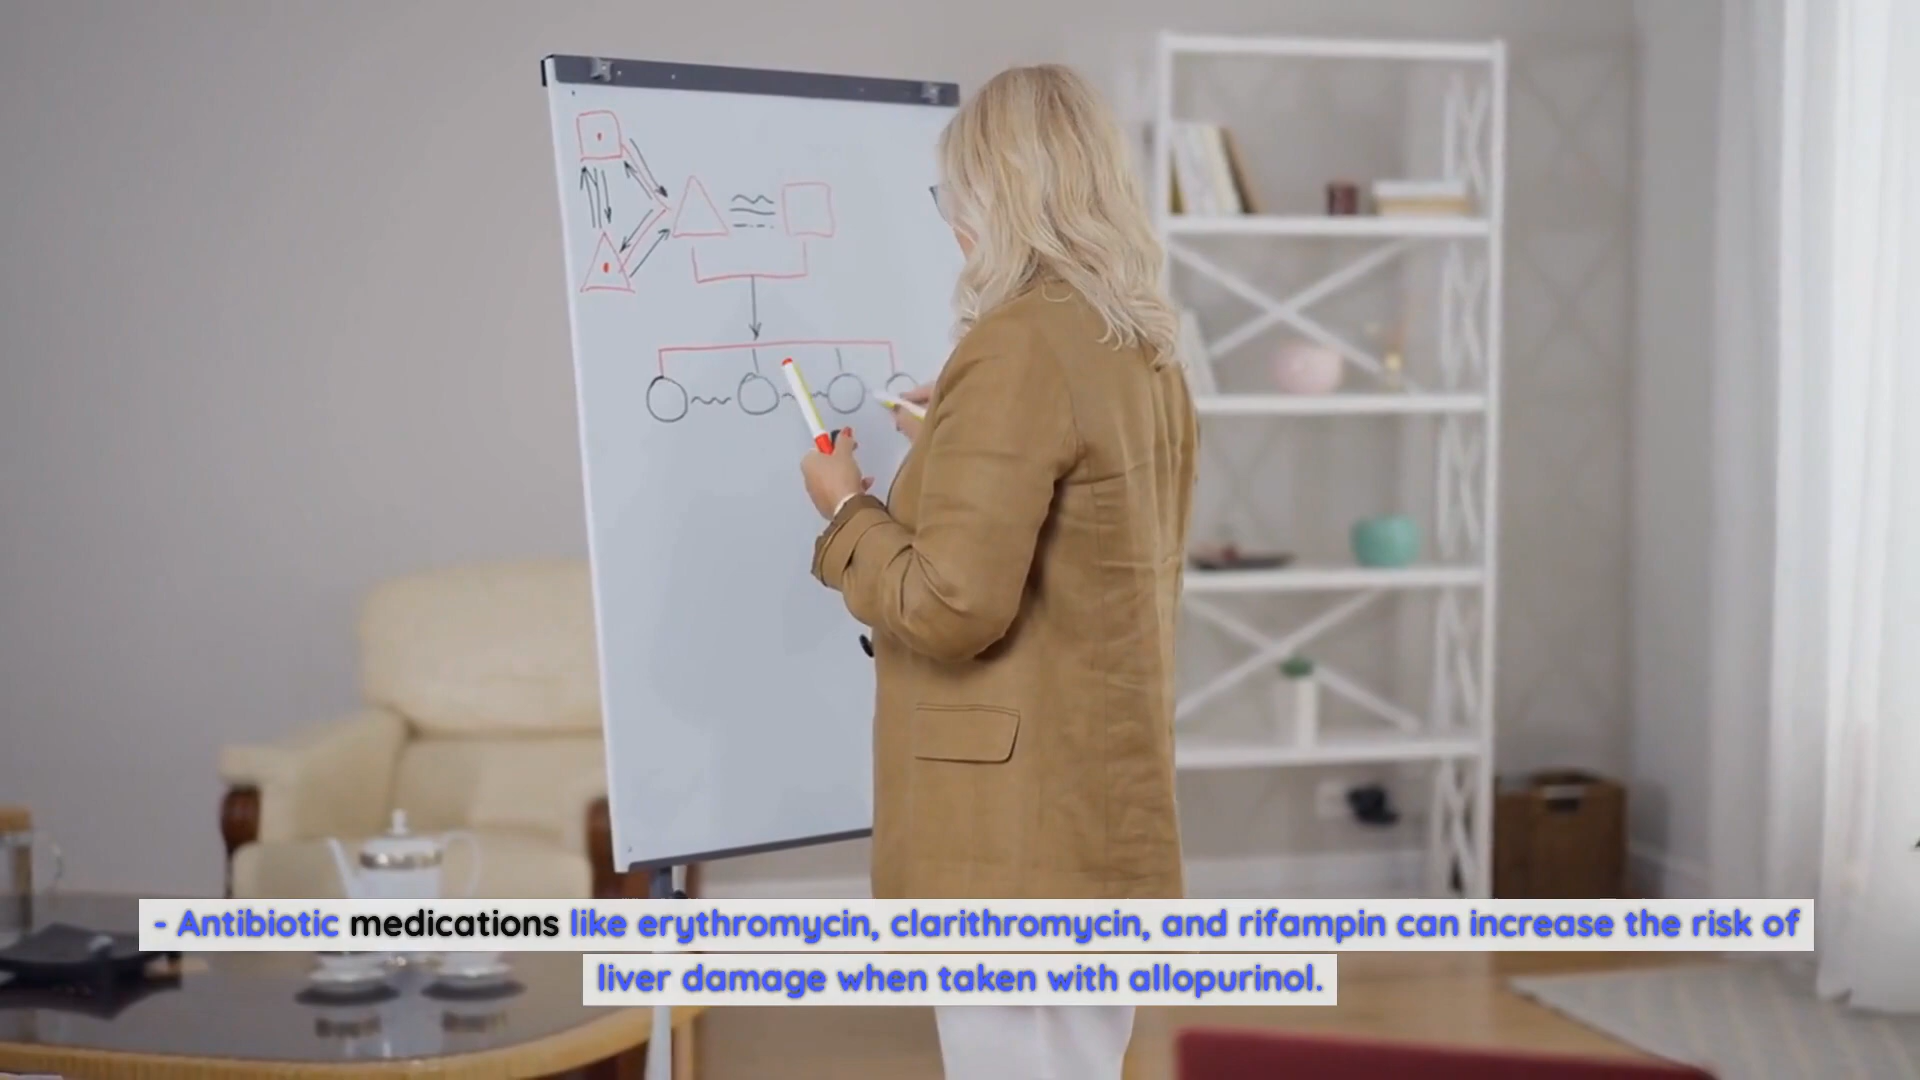 - Antibiotic medications like erythromycin, clarithromycin, and rifampin can increase the risk of
liver damage when taken with allopurinol.